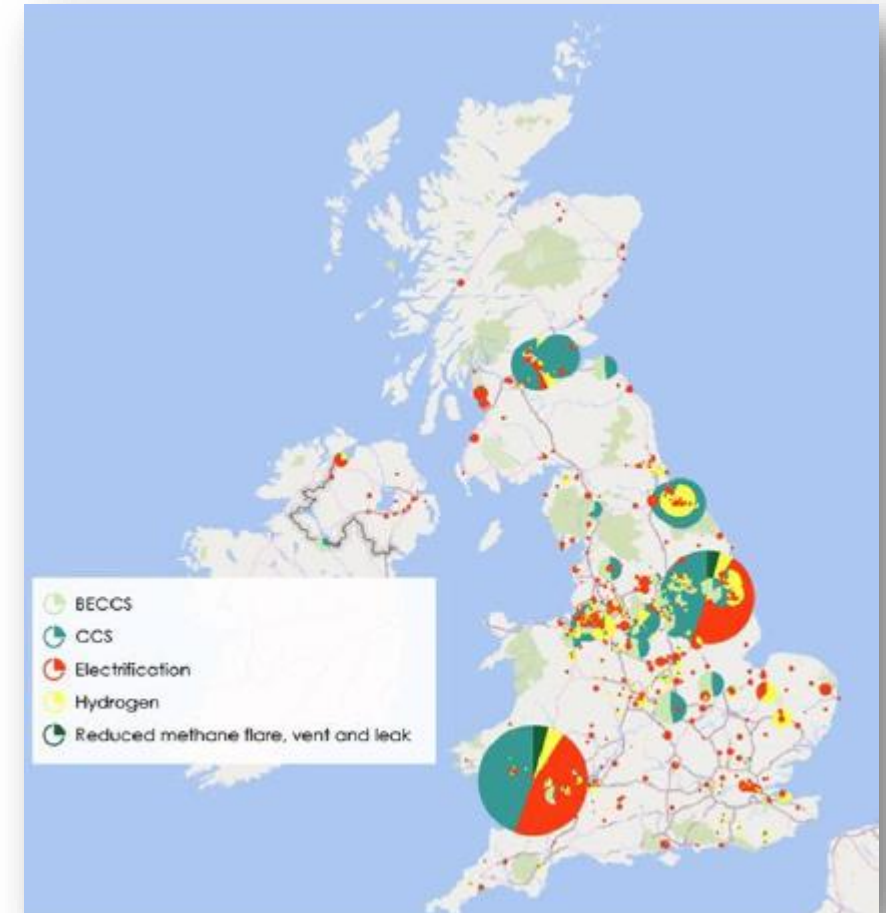 BECCS
CCS
Electrification
Hydrogen
Reduced methane flare, vent and leak